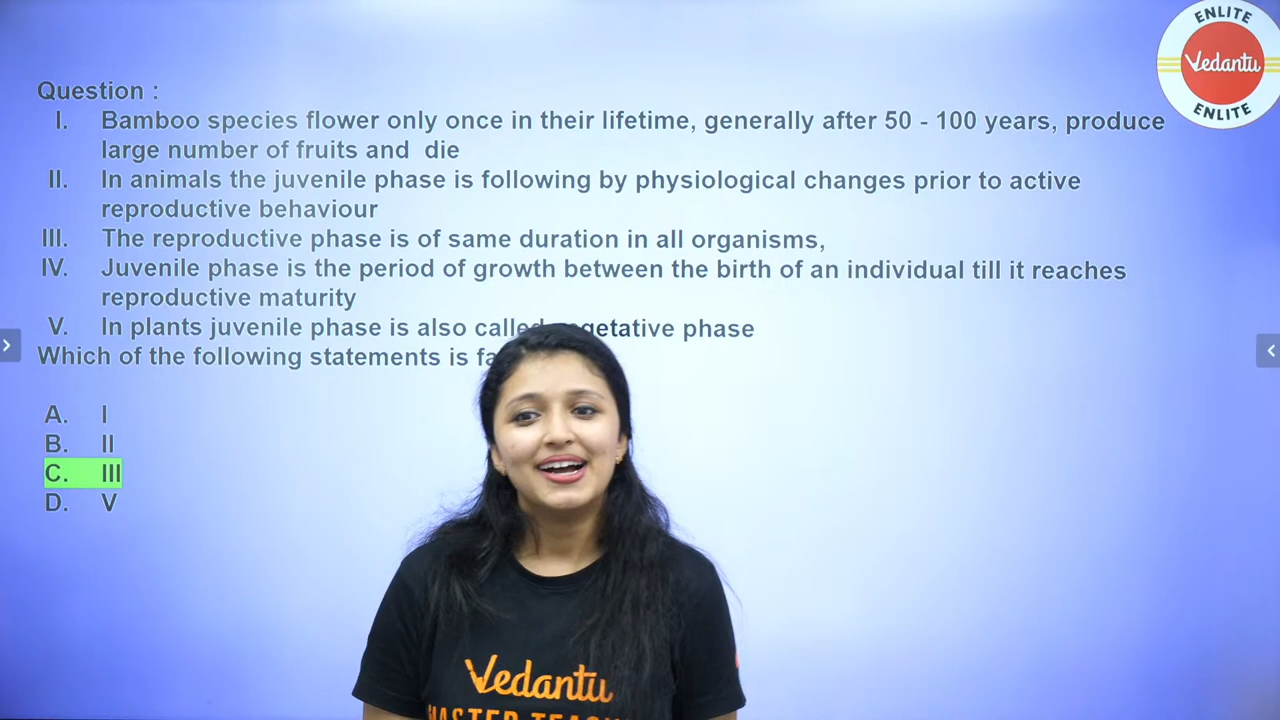 ENLITE
Vedantu
ENLITE
Question :
I. Bamboo species flower only once in their lifetime, generally after 50 - 100 years, produce
large number of fruits and die
II. In animals the juvenile phase is following by physiological changes prior to active
reproductive behaviour
III. The reproductive phase is of same duration in all organisms,
IV. Juvenile phase is the period of growth between the birth of an individual till it reaches
reproductive maturity
V. In plants juvenile phase is also called vegetative phase
Which of the following statements is
A. I
B. II
C. III
D. V
Vedantu
MASTER